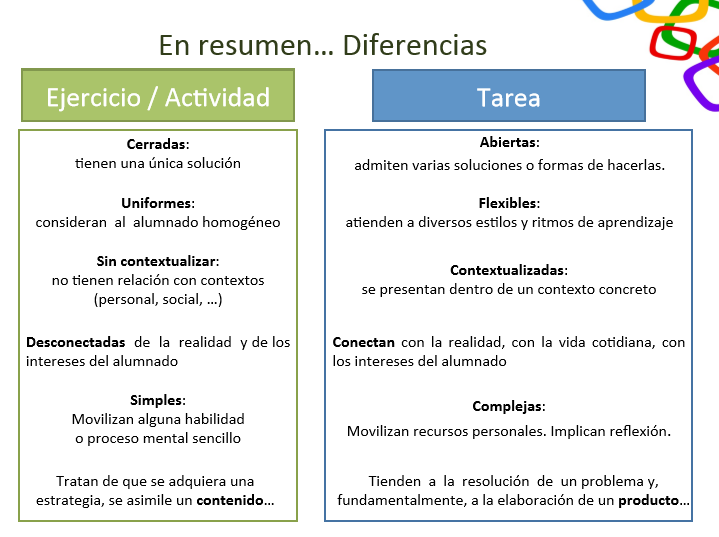 En resumen... Diferencias
Ejercicio / Actividad
Cerradas:
tienen una única solución
Uniformes:
consideran al alumnado homogéneo
Sin contextualizar:
no tienen relación con contextos
(personal, social, ...)
Desconectadas de la realidad y de los
intereses del alumnado
Simples:
Movilizan alguna habilidad
o proceso mental sencillo
Tratan de que se adquiera una
estrategia, se asimile un contenido...
Tarea
Abiertas:
admiten varias soluciones o formas de hacerlas.
Flexibles:
atienden a diversos estilos y ritmos de aprendizaje
Contextualizadas:
se presentan dentro de un contexto concreto
Conectan con la realidad, con la vida cotidiana, con
los intereses del alumnado
Complejas:
Movilizan recursos personales. Implican reflexión.
Tienden a la resolución de un problema y,
fundamentalmente, a la elaboración de un producto...